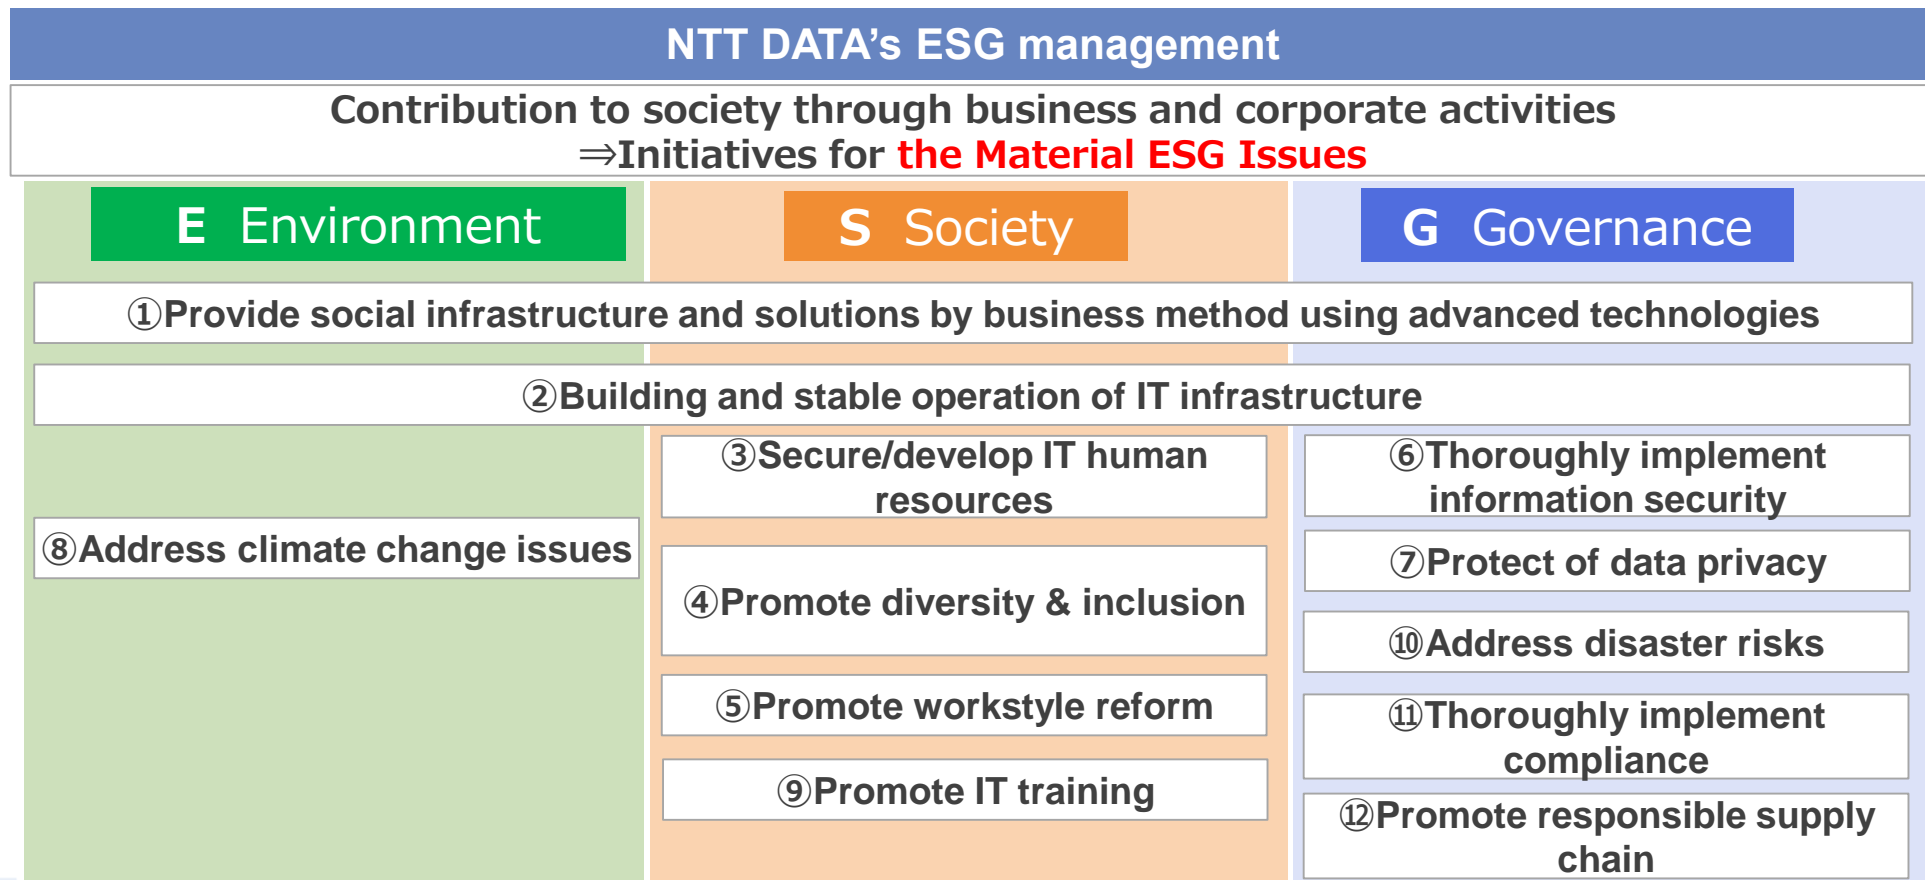 NTT DATA’s ESG management
Contribution to society through business and corporate activities
⇒Initiatives for the Material ESG Issues
E Environment
S Society
G Governance
①Provide social infrastructure and solutions by business method using advanced technologies
②Building and stable operation of IT infrastructure
⑧Address climate change issues
③Secure/develop IT human
resources
④Promote diversity & inclusion
⑤Promote workstyle reform
⑨Promote IT training
⑥Thoroughly implement
information security
⑦Protect of data privacy
⑩Address disaster risks
⑪Thoroughly implement
compliance
⑫Promote responsible supply
chain